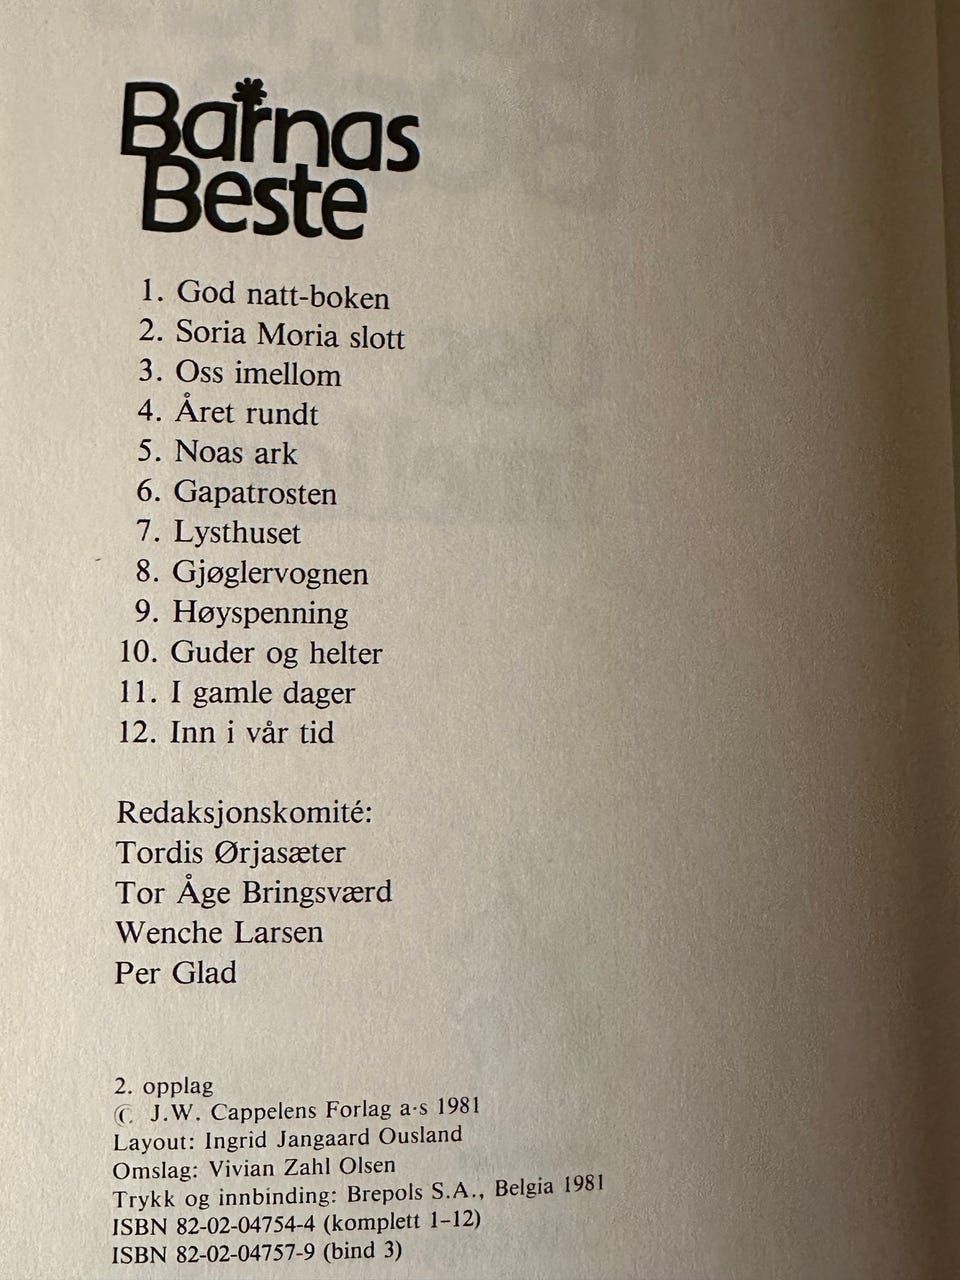 Barnas
Beste
1. God natt-boken
2. Soria Moria slott
3. Oss imellom
4. Året rundt
5. Noas ark
6. Gapatrosten
7. Lysthuset
8. Gjøglervognen
9. Høyspenning
10. Guder og helter
11. I gamle dager
12. Inn i vår tid
Redaksjonskomité:
Tordis Ørjasæter
Tor Åge Bringsværd
Wenche Larsen
Per Glad
2. opplag
© J.W. Cappelens Forlag a·s 1981
Layout: Ingrid Jangaard Ousland
Omslag: Vivian Zahl Olsen
Trykk og innbinding: Brepols S.A., Belgia 1981
ISBN 82-02-04754-4 (komplett 1-12)
ISBN 82-02-04757-9 (bind 3)